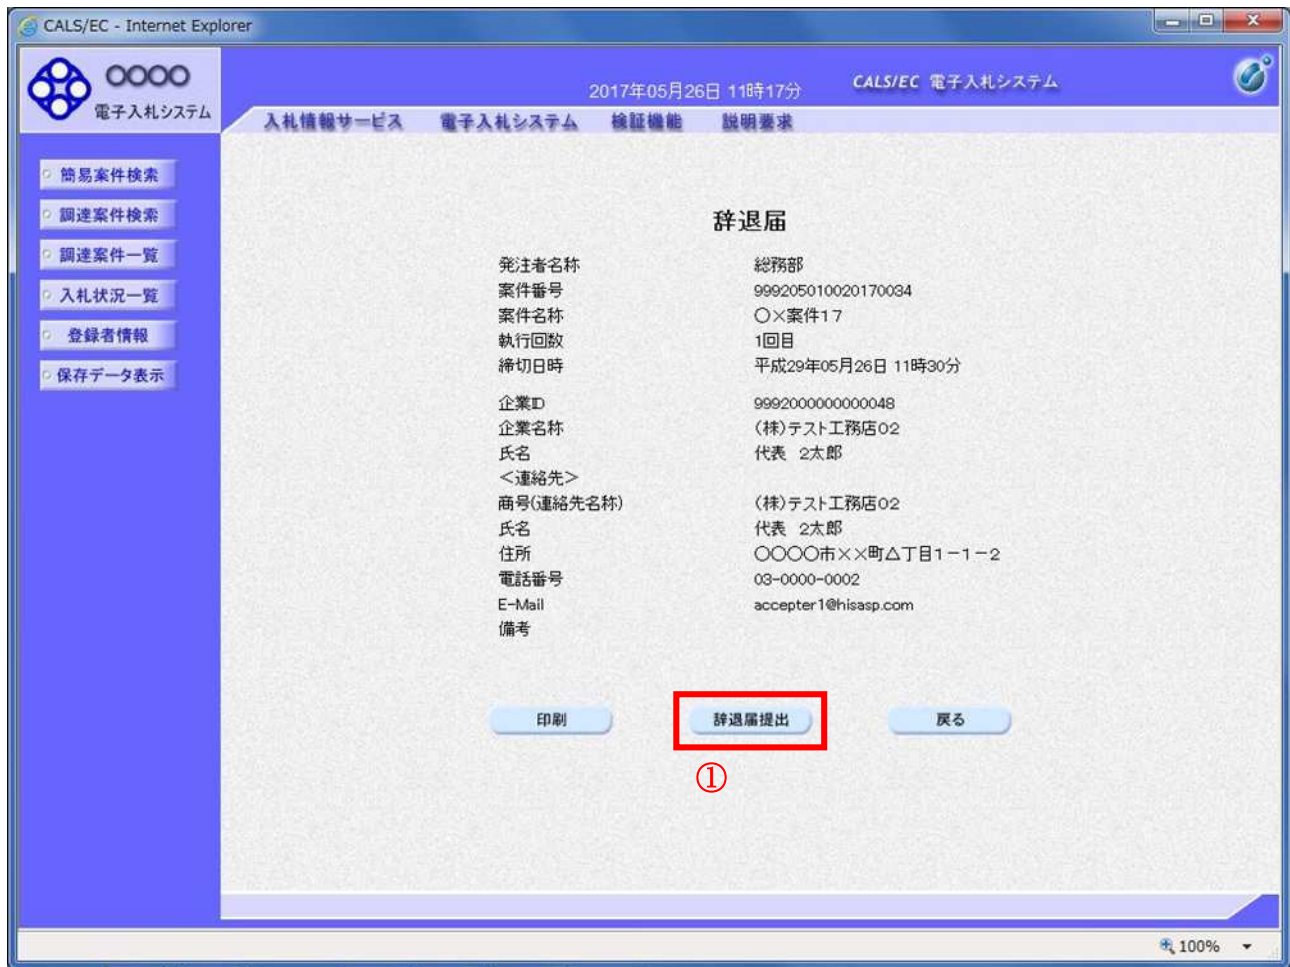 CALS/EC - Internet Explorer
〇〇〇〇
電子入札システム
2017年05月26日 11時17分
CALS/EC 電子入札システム
入札情報サービス 電子入札システム 検証機能 説明要求
簡易案件検索
調達案件検索
調達案件一覧
入札状況一覧
登録者情報
保存データ表示
辞退届
発注者名称 総務部
案件番号 999205010020170034
案件名称 〇×案件17
執行回数 1回目
締切日時 平成29年05月26日 11時30分
企業ID 9992000000000048
企業名称 (株)テスト工務店02
氏名 代表 2太郎
<連絡先>
商号(連絡先名称) (株)テスト工務店02
氏名 代表 2太郎
住所 〇〇〇〇市××町△丁目1-1-2
電話番号 03-0000-0002
E-Mail accepter1@hisasp.com
備考
印刷 辞退届提出 戻る
①
100%